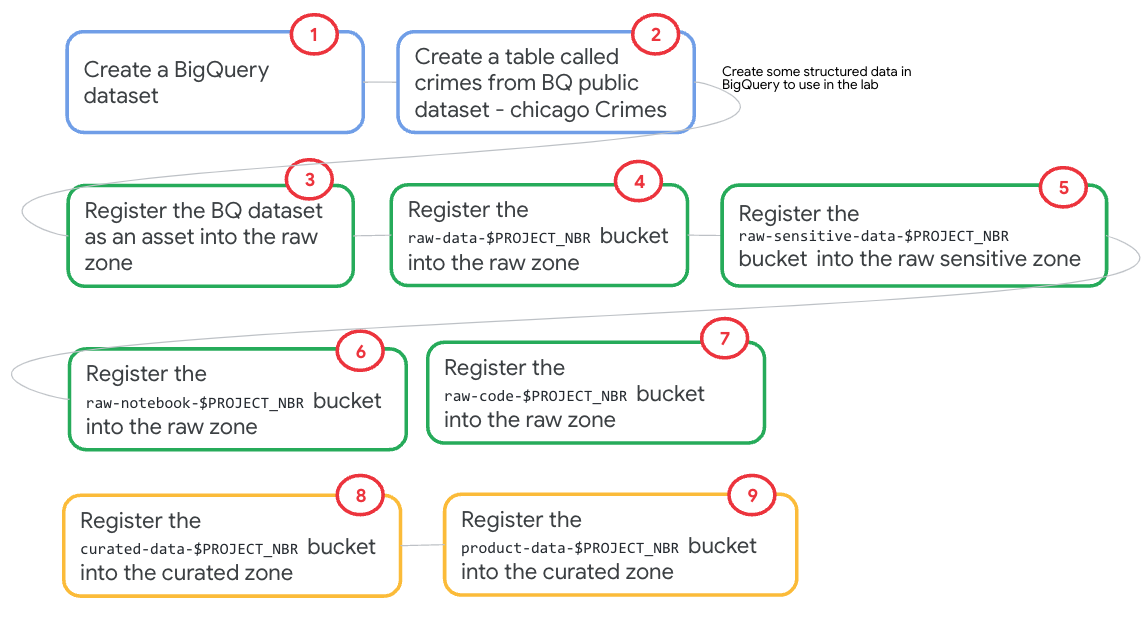 1
Create a BigQuery
dataset
2
Create a table called
crimes from BQ public
dataset - chicago Crimes
Create some structured data in
BigQuery to use in the lab
3
Register the BQ dataset
as an asset into the raw
zone
4
Register the
raw-data-$PROJECT_NBR bucket
into the raw zone
5
Register the
raw-sensitive-data-$PROJECT_NBR
bucket into the raw sensitive zone
6
Register the
raw-notebook-$PROJECT_NBR bucket
into the raw zone
7
Register the
raw-code-$PROJECT_NBR bucket
into the raw zone
8
Register the
curated-data-$PROJECT_NBR bucket
into the curated zone
9
Register the
product-data-$PROJECT_NBR bucket
into the curated zone